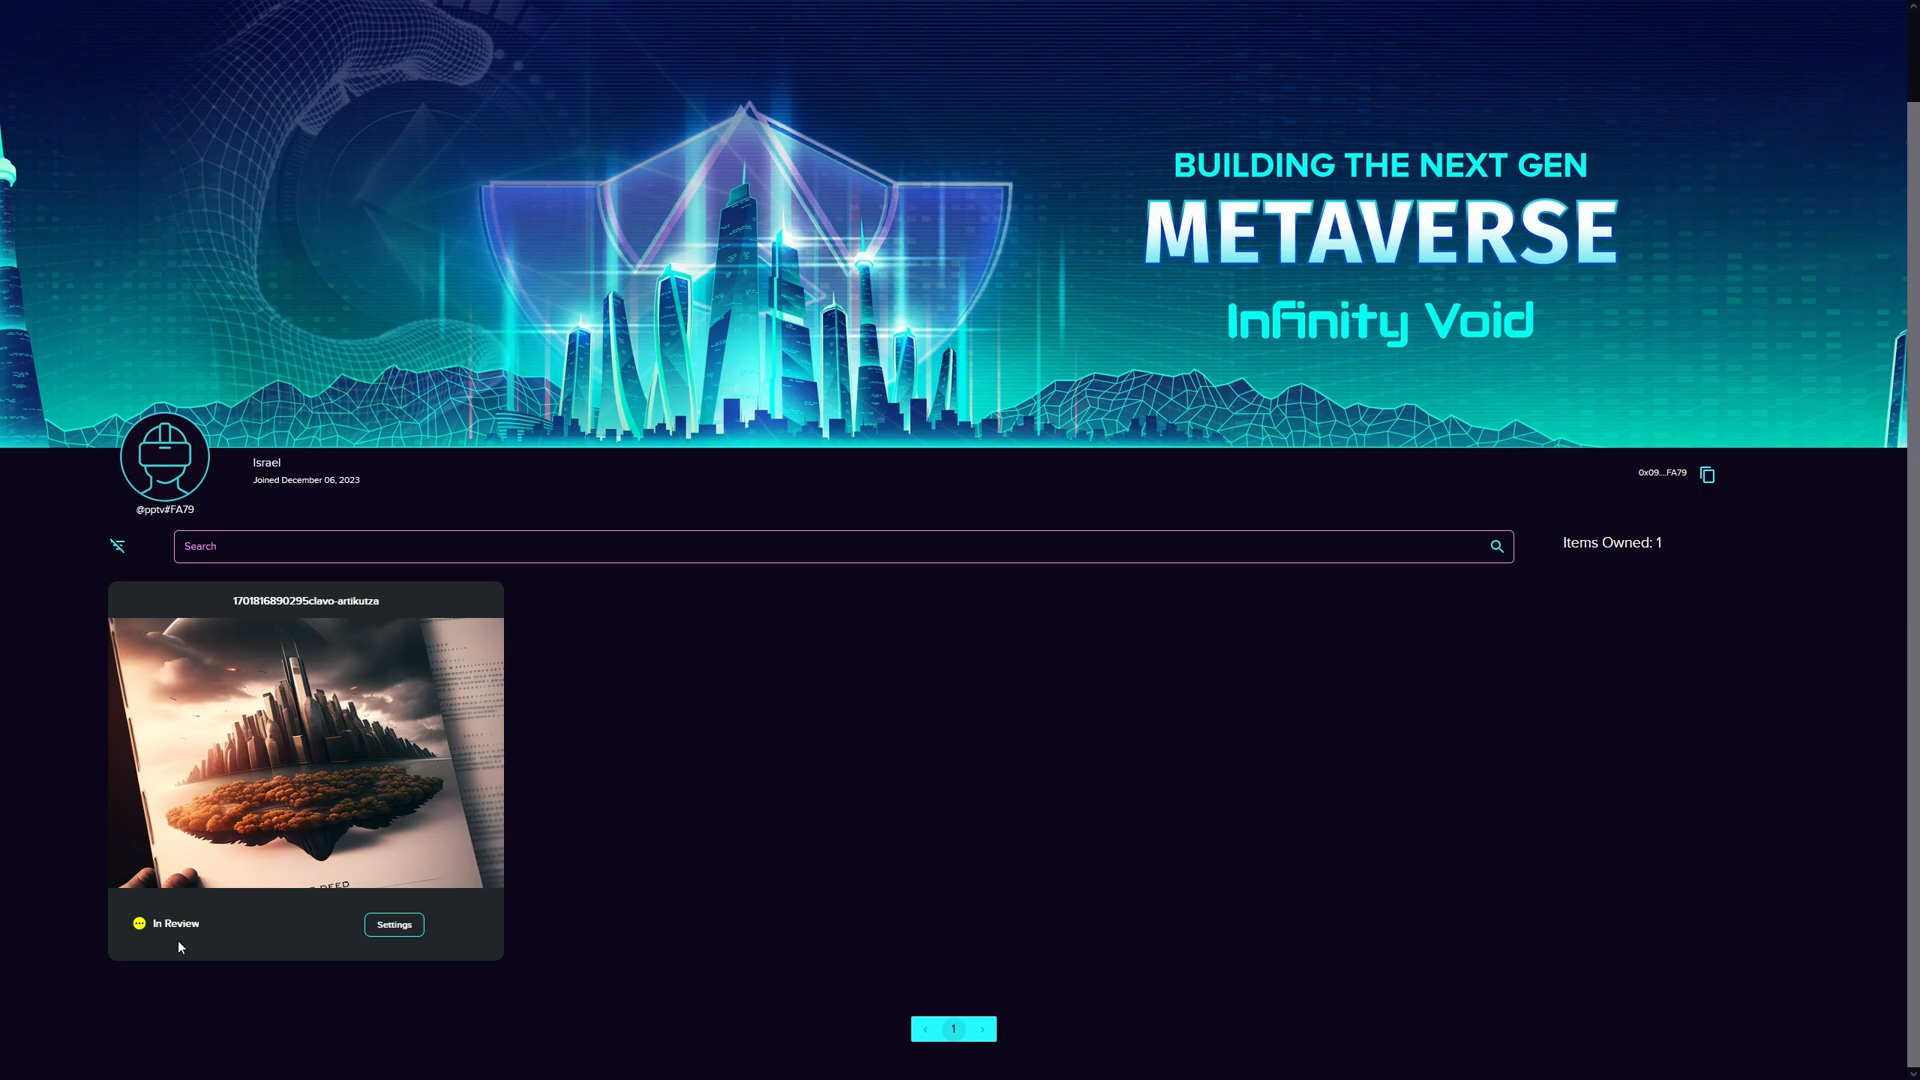 BUILDING THE NEXT GEN
METAVERSE
Infinity Void
Israel
Joined December 06, 2023
0x09....FA79
@pptv#FA79
Search
Items Owned: 1
1701816890295clavo-artikutza
DEED
In Review
Settings
‹ 1 ›